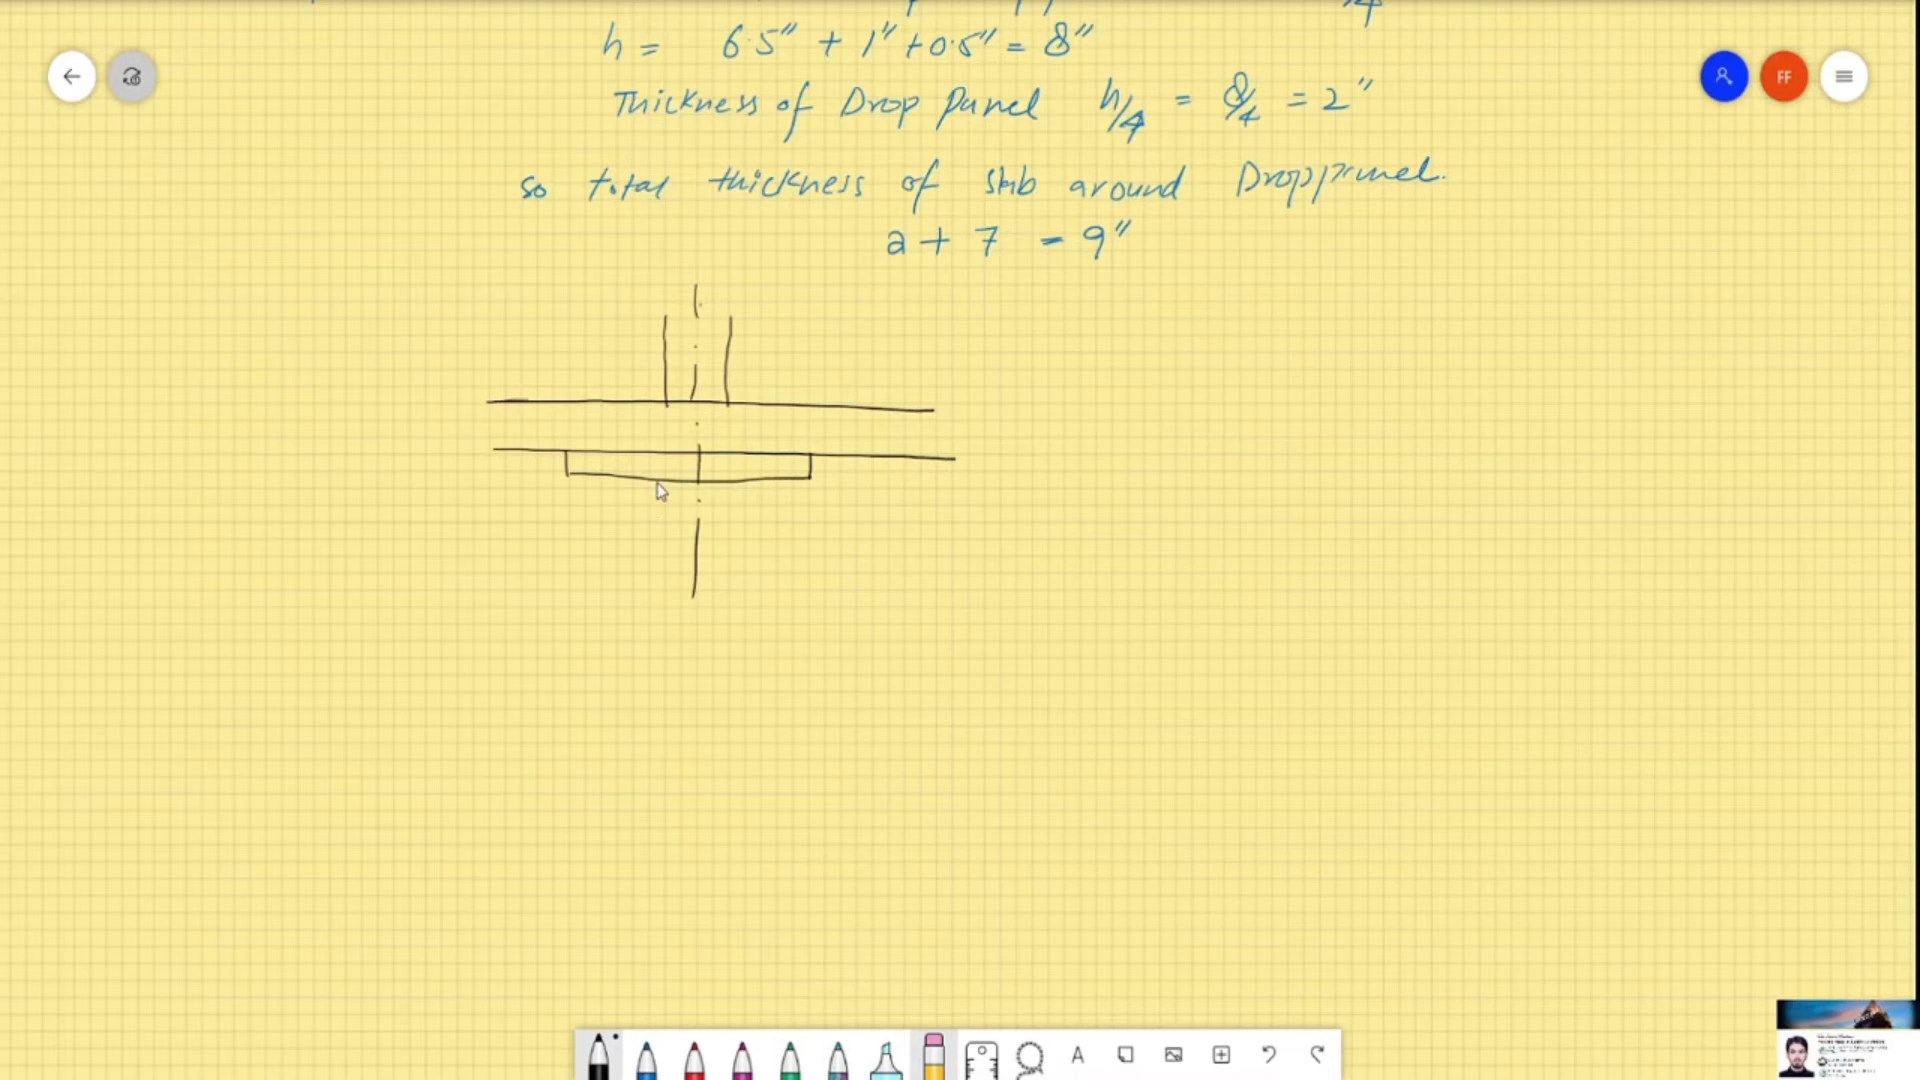 h = 6.5" + 1" + 0.5" = 8"
FF
Thickness of Drop Panel h/4 = 8/4 = 2"
so total thickness of slab around Drop panel.
2 + 7 = 9"
A